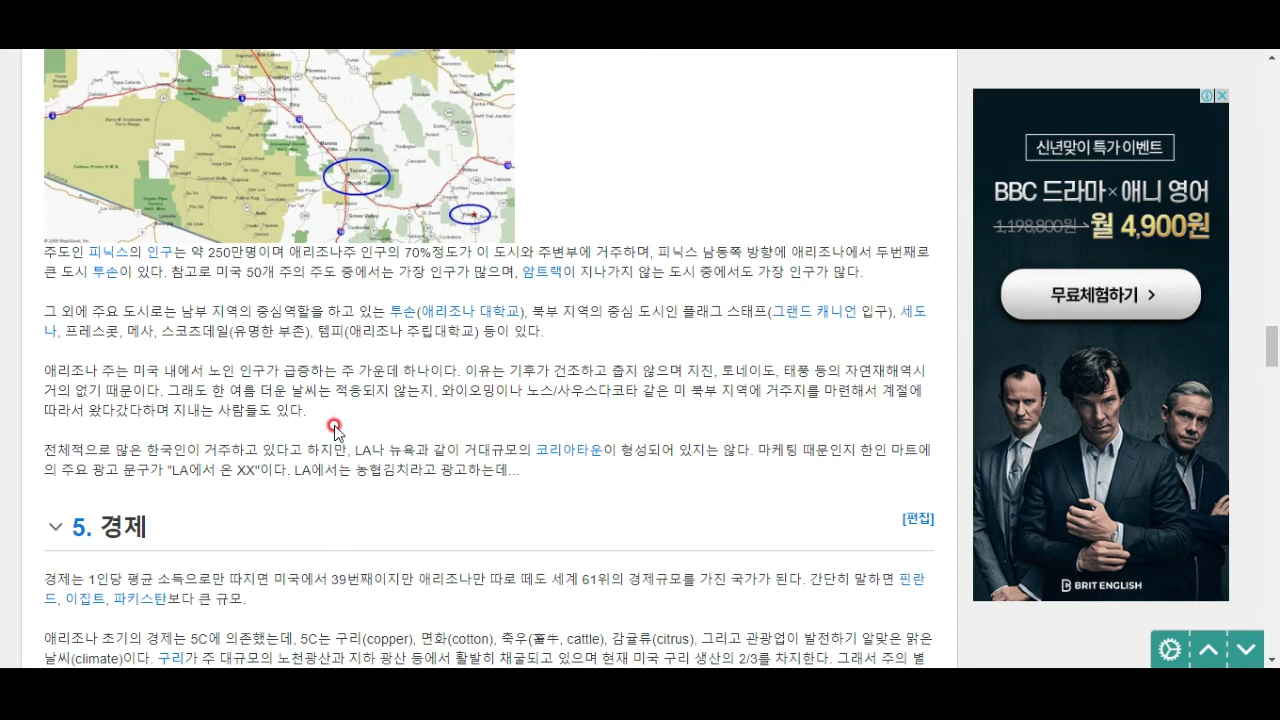 Florence
Oro Valley
Tucson
South Tucson
Green Valley
Willcox
주도인 피닉스의 인구는 약 250만명이며 애리조나주 인구의 70%정도가 이 도시와 주변부에 거주하며, 피닉스 남동쪽 방향에 애리조나에서 두번째로
큰 도시 투손이 있다. 참고로 미국 50개 주의 주도 중에서는 가장 인구가 많으며, 암트랙이 지나가지 않는 도시 중에서도 가장 인구가 많다.
그 외에 주요 도시로는 남부 지역의 중심역할을 하고 있는 투손(애리조나 대학교), 북부 지역의 중심 도시인 플래그 스태프(그랜드 캐니언 입구), 세도
나, 프레스콧, 메사, 스코츠데일(유명한 부촌), 템피(애리조나 주립대학교) 등이 있다.
애리조나 주는 미국 내에서 노인 인구가 급증하는 주 가운데 하나이다. 이유는 기후가 건조하고 춥지 않으며 지진, 토네이도, 태풍 등의 자연재해역시
거의 없기 때문이다. 그래도 한 여름 더운 날씨는 적응되지 않는지, 와이오밍이나 노스/사우스다코타 같은 미 북부 지역에 거주지를 마련해서 계절에
따라서 왔다갔다하며 지내는 사람들도 있다.
전체적으로 많은 한국인이 거주하고 있다고 하지만, LA나 뉴욕과 같이 거대규모의 코리아타운이 형성되어 있지는 않다. 마케팅 때문인지 한인 마트에
의 주요 광고 문구가 "LA에서 온 XX"이다. LA에서는 농협김치라고 광고하는데...
5. 경제
[편집]
경제는 1인당 평균 소득으로만 따지면 미국에서 39번째이지만 애리조나만 따로 떼도 세계 61위의 경제규모를 가진 국가가 된다. 간단히 말하면 핀란
드, 이집트, 파키스탄보다 큰 규모.
애리조나 초기의 경제는 5C에 의존했는데, 5C는 구리(copper), 면화(cotton), 축우(畜牛, cattle), 감귤류(citrus), 그리고 관광업이 발전하기 알맞은 맑은
날씨(climate)이다. 구리가 주 대규모의 노천광산과 지하 광산 등에서 활발히 채굴되고 있으며 현재 미국 구리 생산의 2/3를 차지한다. 그래서 주의 별
신년맞이 특가 이벤트
BBC 드라마×애니 영어
1,198,800원→월 4,900원
무료체험하기 >
BRIT ENGLISH